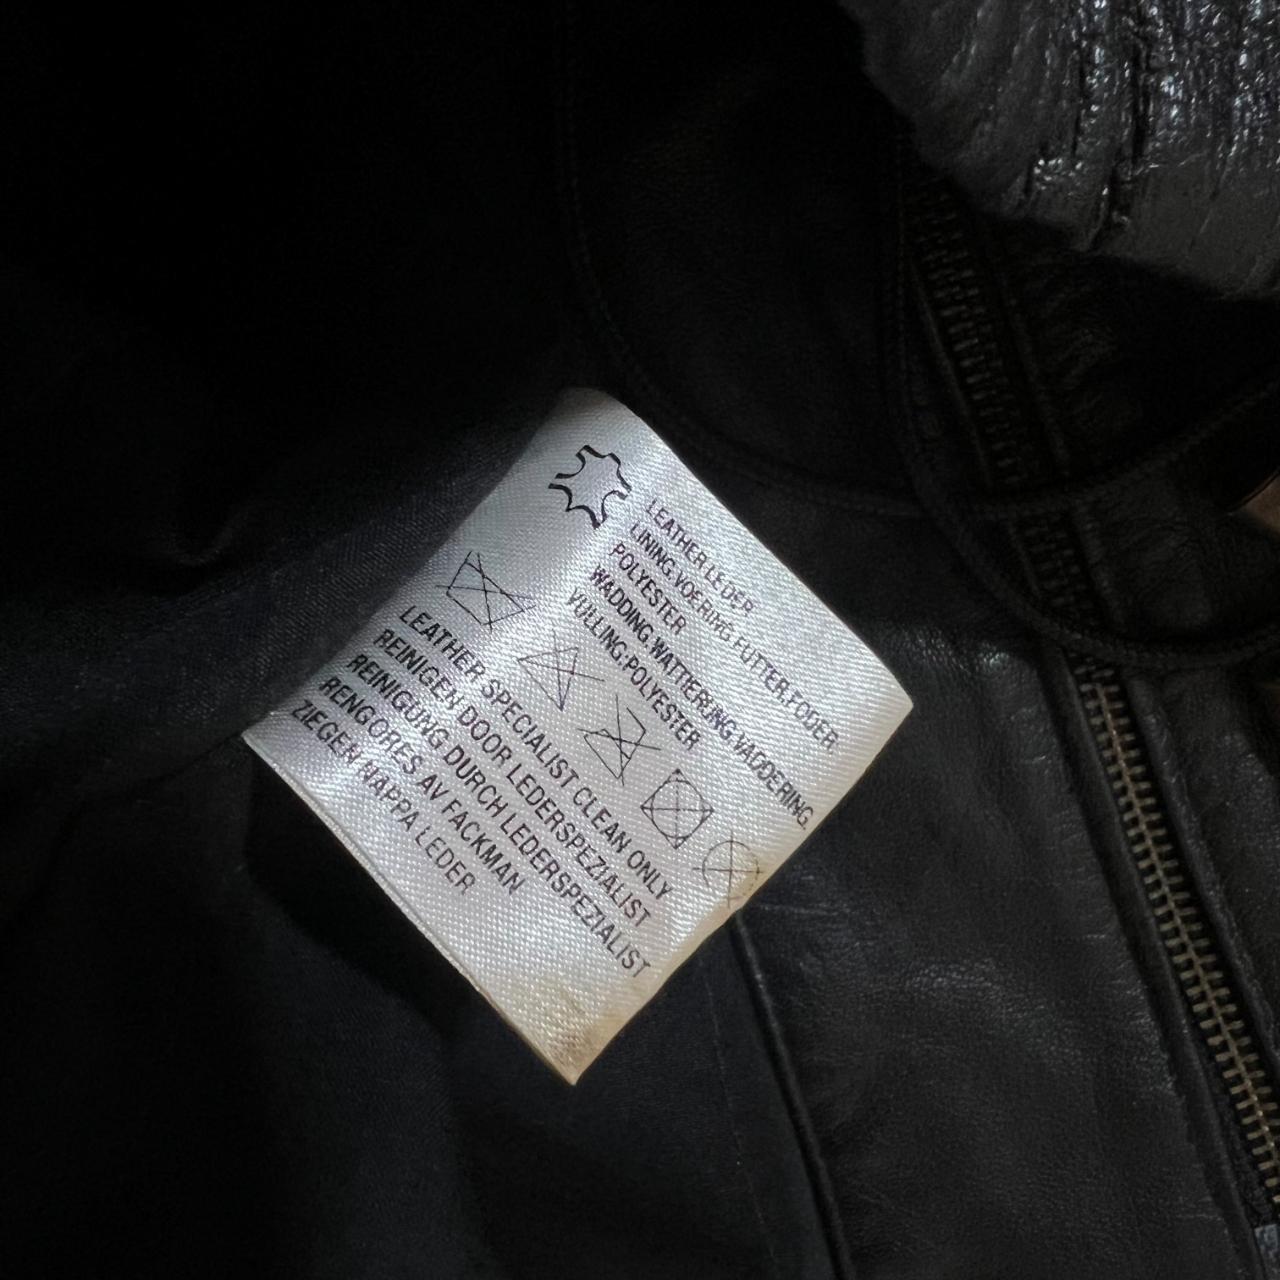 LEATHER:LEDER
LINING.VOERING.FUTTER.FODER
POLYESTER
WADDING.WATTIERUNG.VADDERING.
VULLING:POLYESTER
LEATHER SPECIALIST CLEAN ONLY
REINIGEN DOOR LEDERSPEZIALIST
REINIGUNG DURCH LEDERSPEZIALIST
RENGORES AV FACKMAN
ZIEGEN NAPPA LEDER